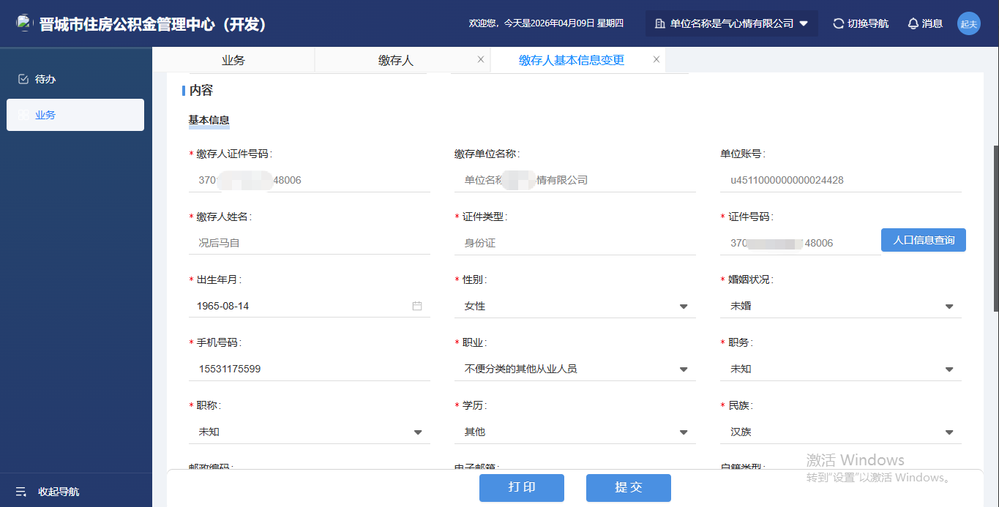 晋城市住房公积金管理中心（开发） 欢迎您，今天是2026年04月09日 星期四 单位名称是气心情有限公司 切换导航 消息 起夫
业务 缴存人 × 缴存人基本信息变更 ×
待办
业务
内容
基本信息
* 缴存人证件号码: 缴存单位名称: 单位账号:
370 48006 单位名称 情有限公司 u4511000000000024428
* 缴存人姓名: * 证件类型: * 证件号码:
况后马自 身份证 370 48006 人口信息查询
* 出生年月: * 性别: * 婚姻状况:
1965-08-14 女性 未婚
* 手机号码: * 职业: * 职务:
15531175599 不便分类的其他从业人员 未知
* 职称: * 学历: * 民族:
未知 其他 汉族
邮政编码: 电子邮箱: 户籍类型:
激活 Windows
转到"设置"以激活 Windows。
收起导航 打印 提交